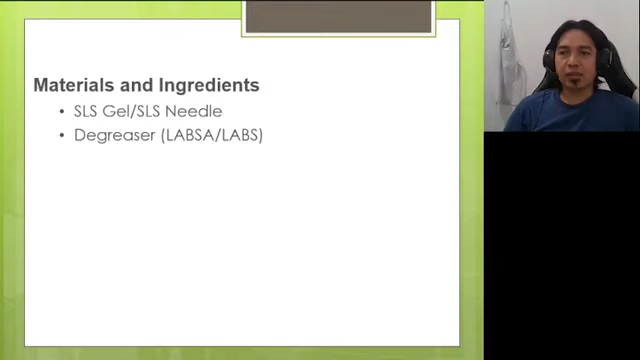 Materials and Ingredients
• SLS Gel/SLS Needle
• Degreaser (LABSA/LABS)